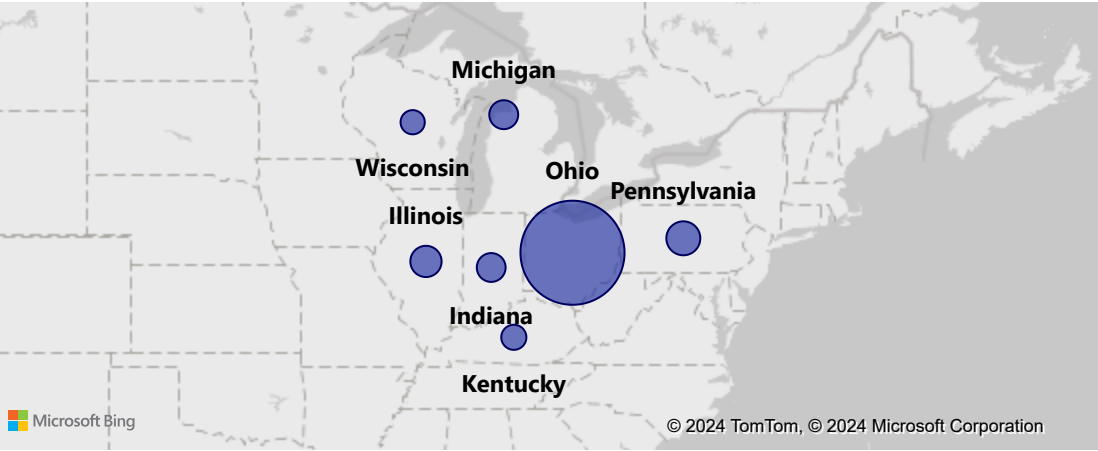 Michigan
Wisconsin
Ohio
Pennsylvania
Illinois
Indiana
Kentucky
Microsoft Bing
© 2024 TomTom, © 2024 Microsoft Corporation